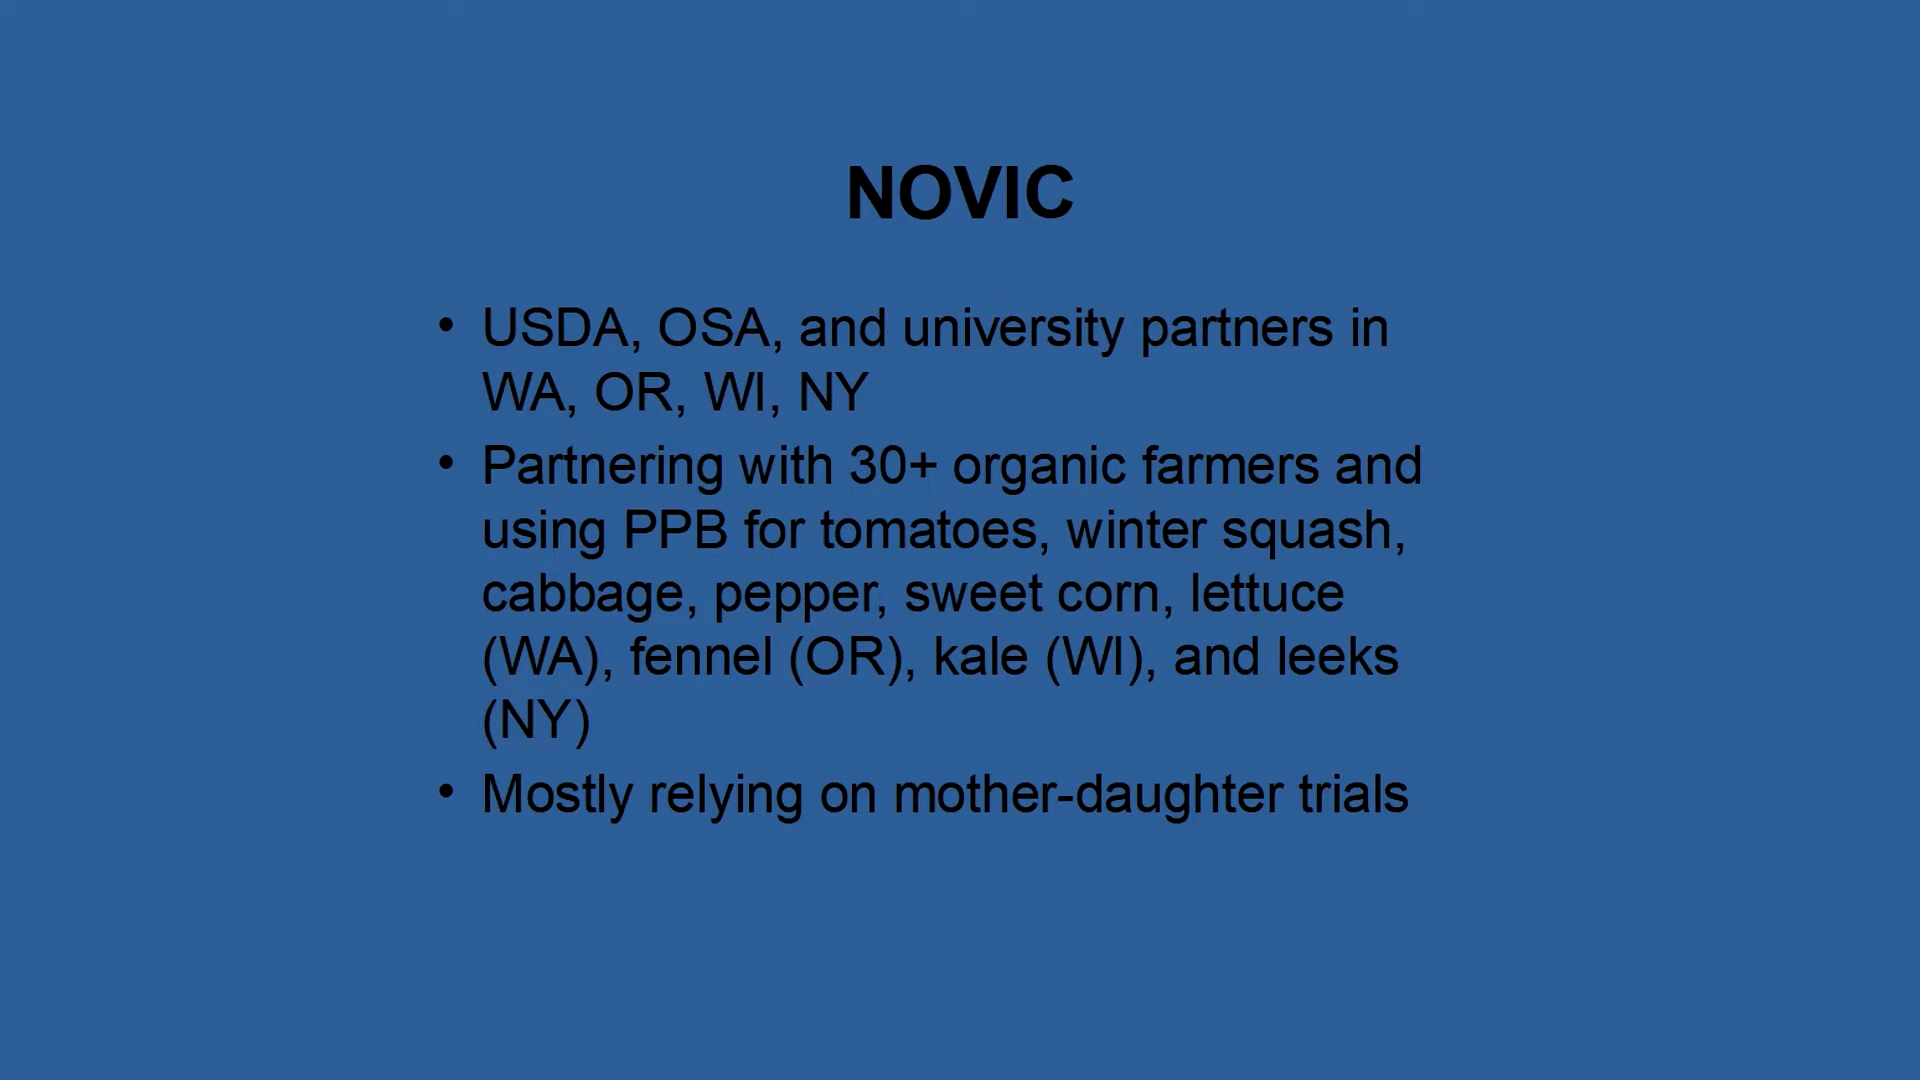 NOVIC
• USDA, OSA, and university partners in
WA, OR, WI, NY
• Partnering with 30+ organic farmers and
using PPB for tomatoes, winter squash,
cabbage, pepper, sweet corn, lettuce
(WA), fennel (OR), kale (WI), and leeks
(NY)
• Mostly relying on mother-daughter trials